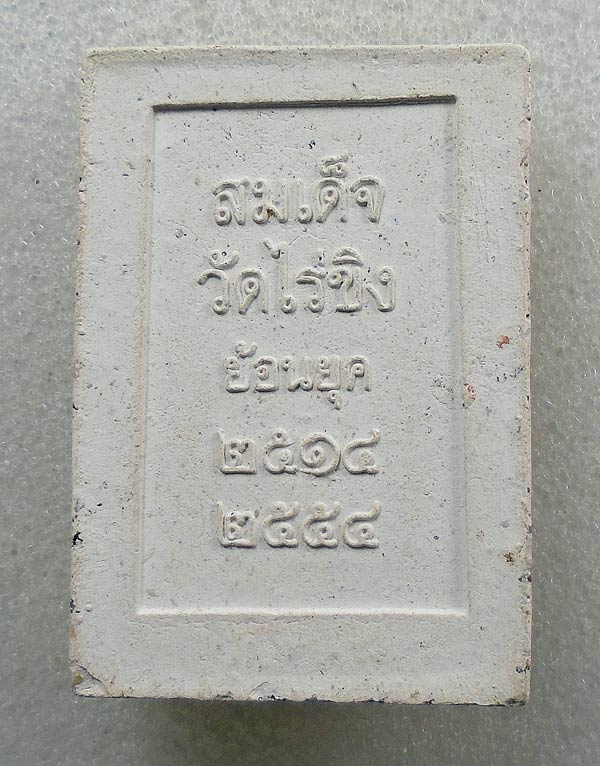 สมเด็จ
วัดไร่ขิง
ย้อนยุค
๒๕๑๔
๒๕๕๔